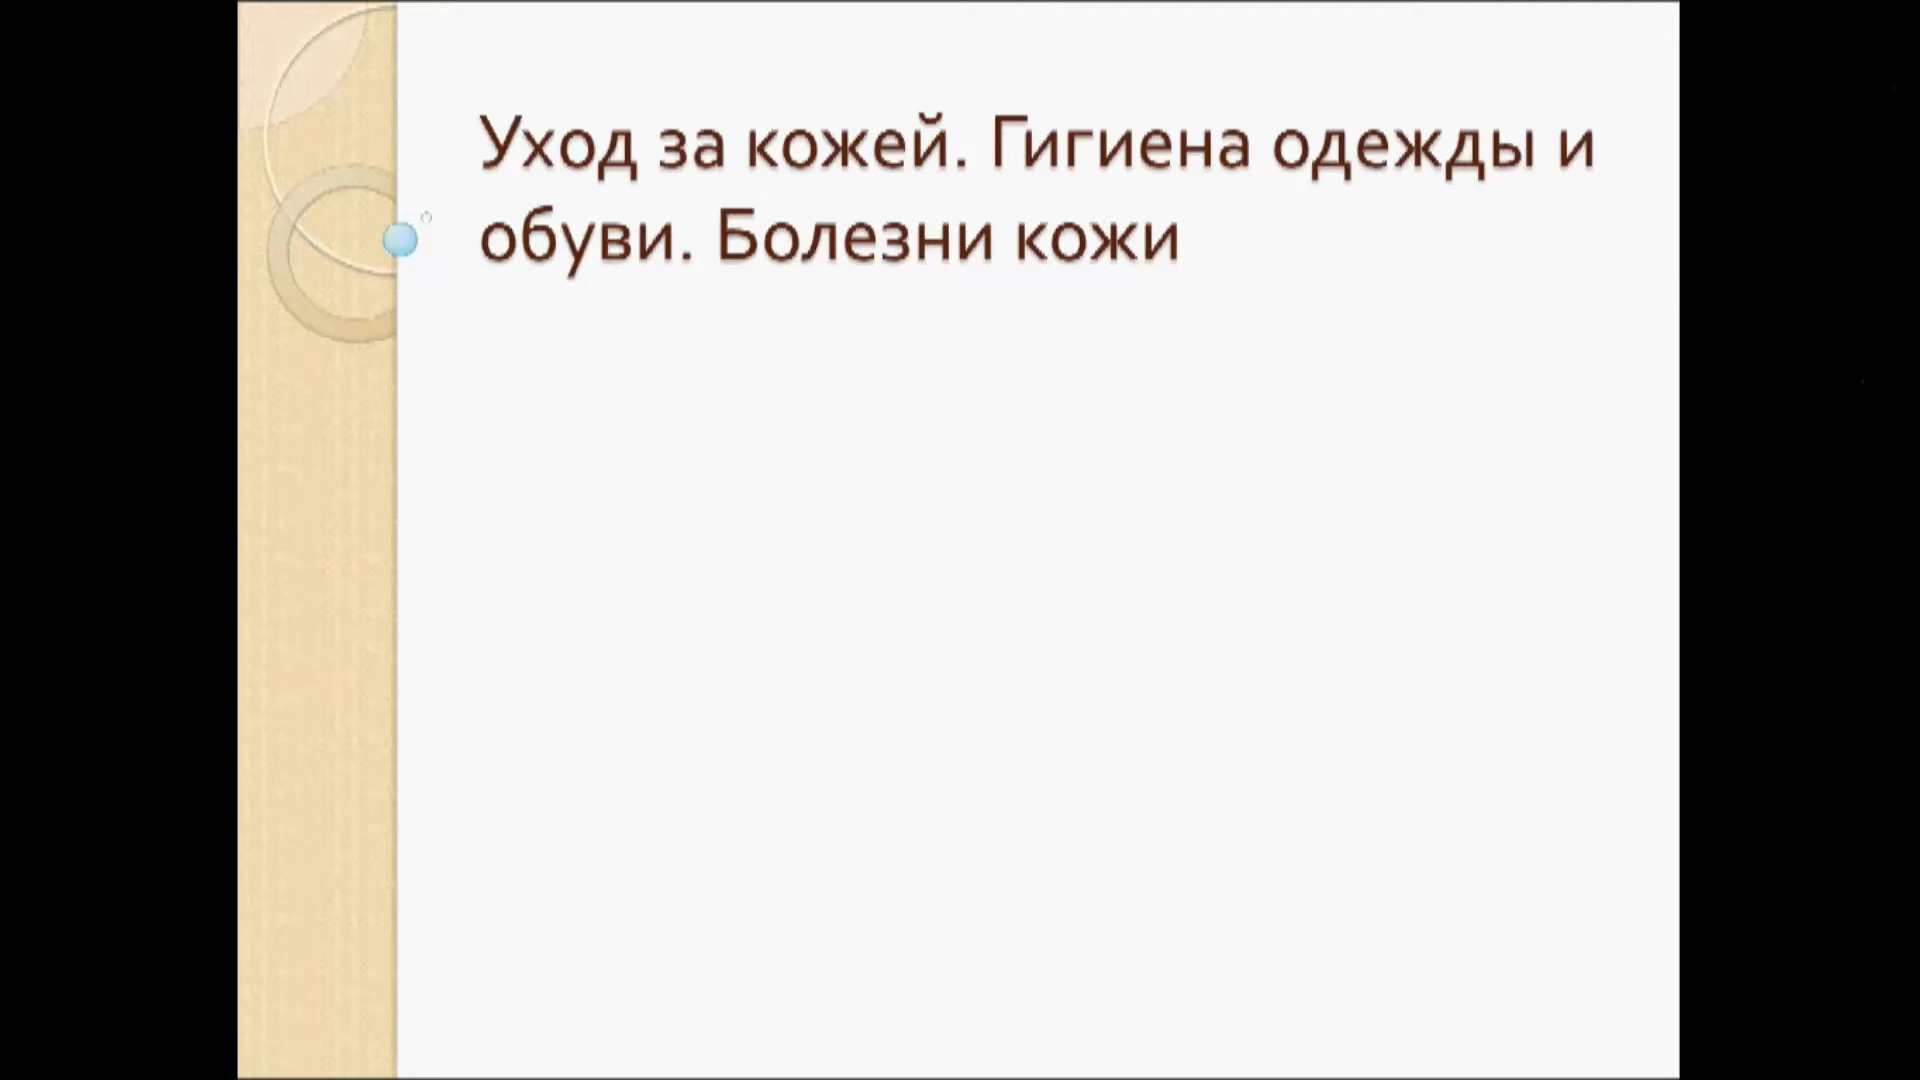 Уход за кожей. Гигиена одежды и
обуви. Болезни кожи